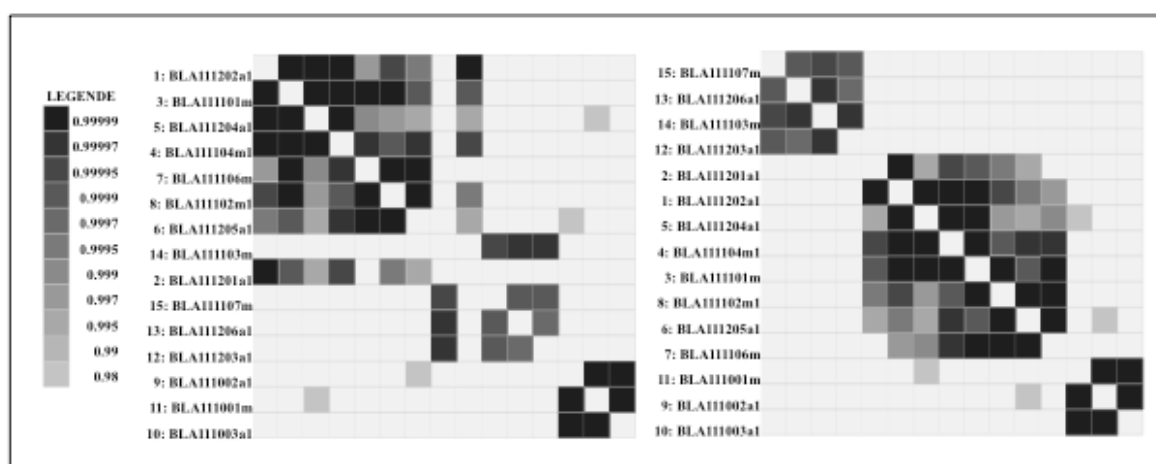 LEGENDE
0.99999
0.99997
0.99995
0.9999
0.9997
0.9995
0.999
0.997
0.995
0.99
0.98
1: BLA111202a1
3: BLA111101m
5: BLA111204a1
4: BLA111104m1
7: BLA111106m
8: BLA111102m1
6: BLA111205a1
14: BLA111103m
2: BLA111201a1
15: BLA111107m
13: BLA111206a1
12: BLA111203a1
9: BLA111002a1
11: BLA111001m
10: BLA111003a1
15: BLA111107m
13: BLA111206a1
14: BLA111103m
12: BLA111203a1
2: BLA111201a1
1: BLA111202a1
5: BLA111204a1
4: BLA111104m1
3: BLA111101m
8: BLA111102m1
6: BLA111205a1
7: BLA111106m
11: BLA111001m
9: BLA111002a1
10: BLA111003a1